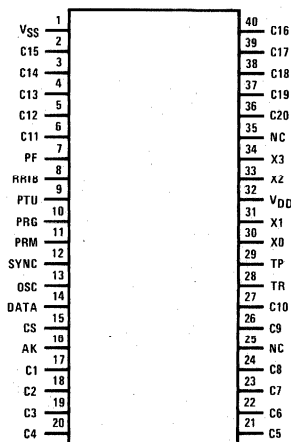 VSS 1 40 C16
C15 2 39 C17
C14 3 38 C18
C13 4 37 C19
C12 5 36 C20
C11 6 35 NC
PF 7 34 X3
RRIB 8 33 X2
PTU 9 32 VDD
PRG 10 31 X1
PRM 11 30 X0
SYNC 12 29 TP
OSC 13 28 TR
DATA 14 27 C10
CS 15 26 C9
AK 16 25 NC
C1 17 24 C8
C2 18 23 C7
C3 19 22 C6
C4 20 21 C5